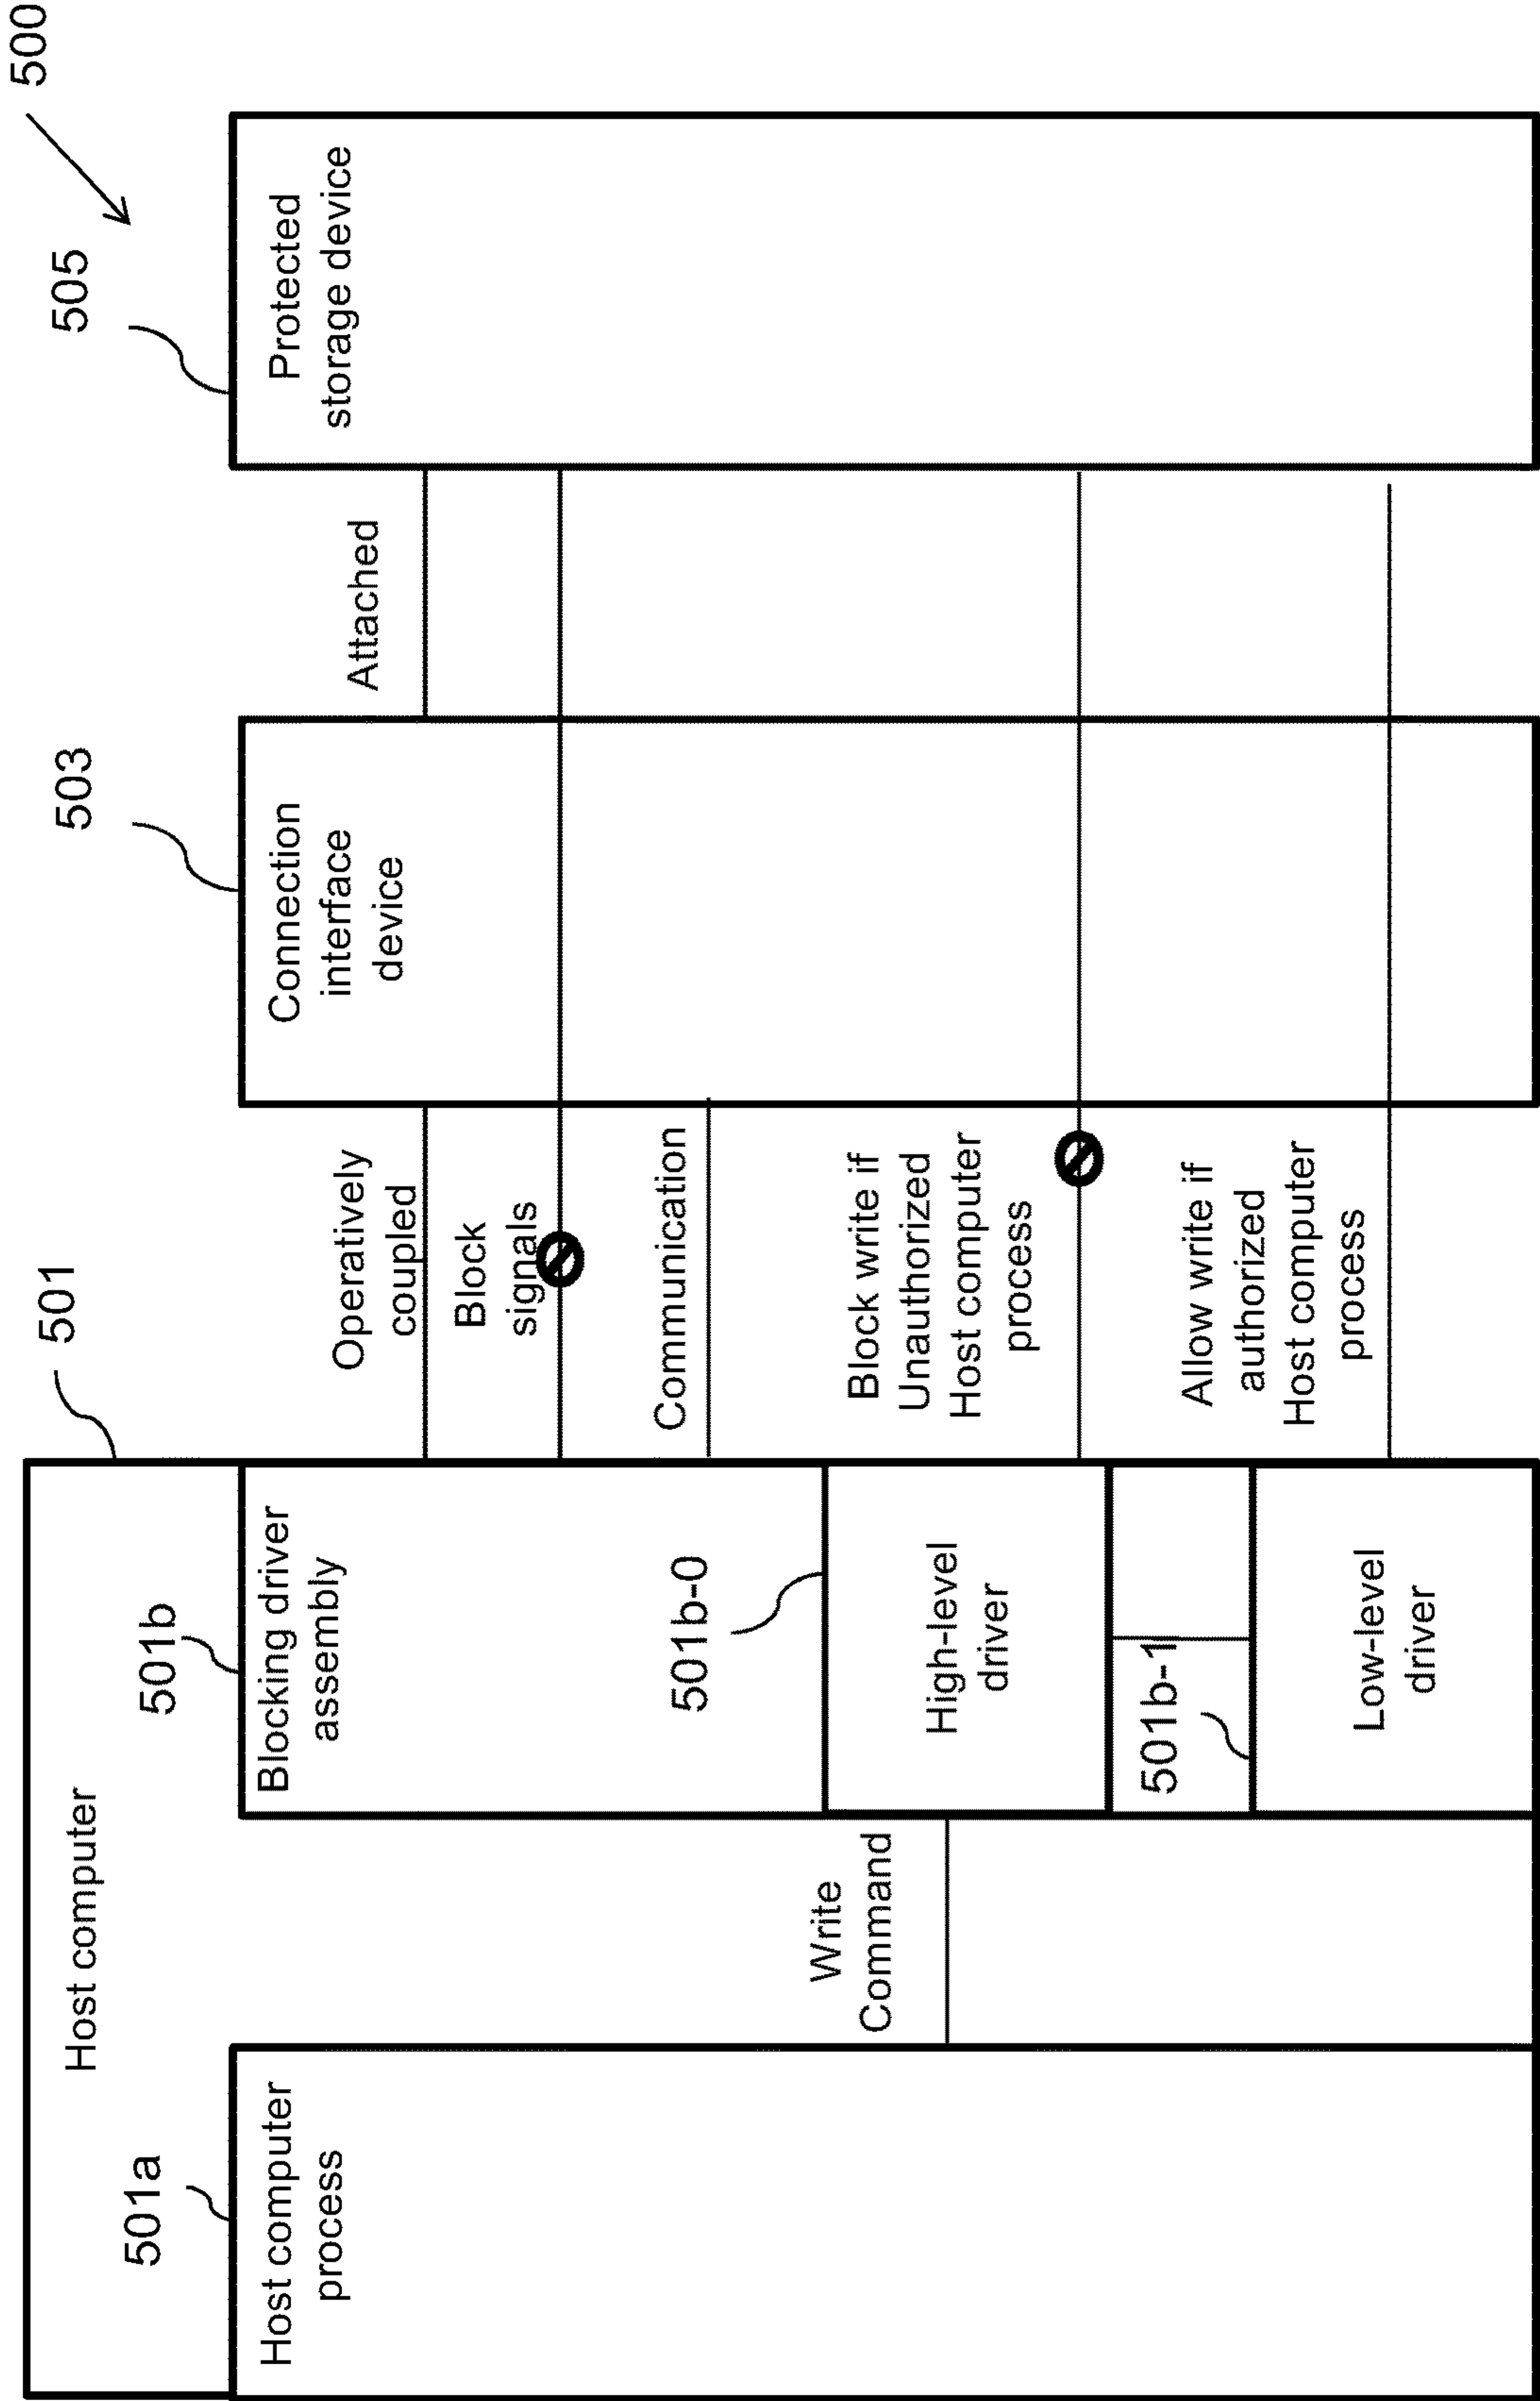 500
Host computer
501
501a
501b
503
505
Host computer
process
Blocking driver
assembly
Connection
interface
device
Protected
storage device
Operatively
coupled
Attached
Block
signals
Communication
501b-0
Write
Command
High-level
driver
Block write if
Unauthorized
Host computer
process
501b-1
Low-level
driver
Allow write if
authorized
Host computer
process